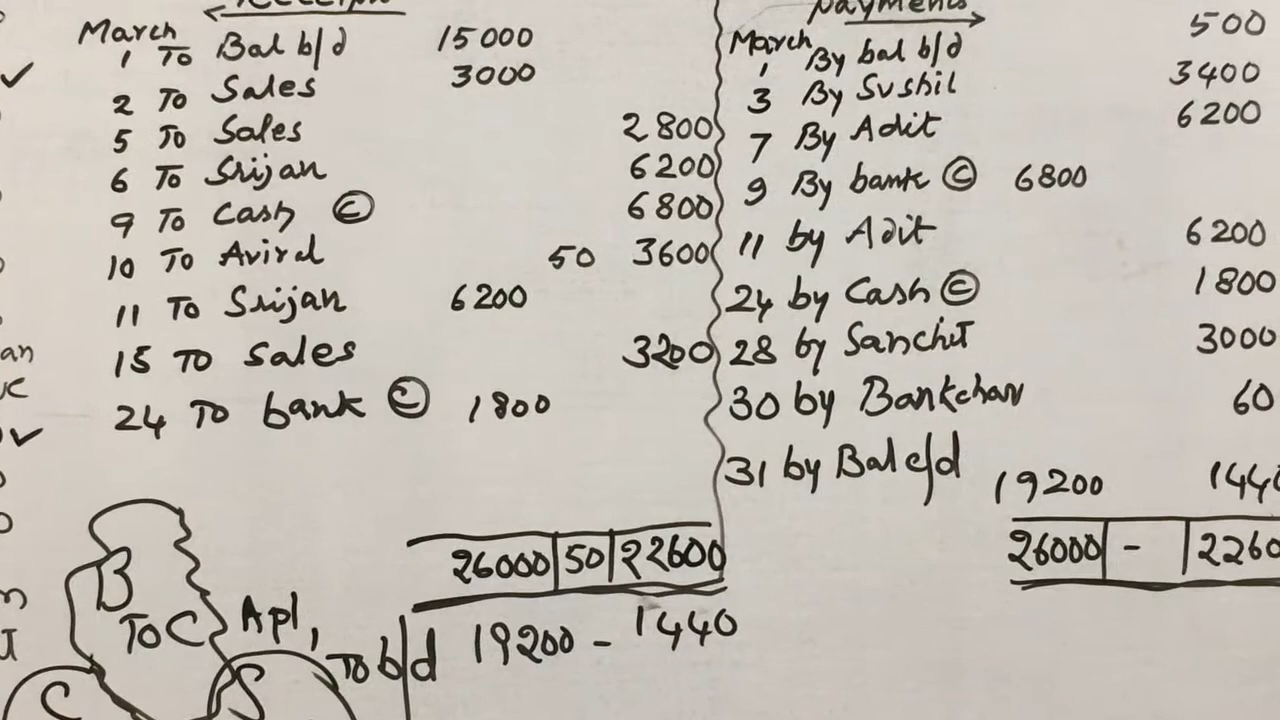 March
1 To Bal b/d 15000
2 To Sales 3000
5 To Sales 2800
6 To Srijan 6200
9 To Cash © 6800
10 To Aviral 50 3600
11 To Srijan 6200
15 To Sales 3200
24 To bank © 1800
26000 50 22600
Apl, To b/d 19200 - 1440
B
To C
C S
Payments
March
1 By bal b/d 500
3 By Sushil 3400
7 By Adit 6200
9 By bank © 6800
11 by Adit 6200
24 by Cash © 1800
28 by Sanchit 3000
30 by Bankchar 60
31 by Bal c/d 19200 144
26000 - 2260